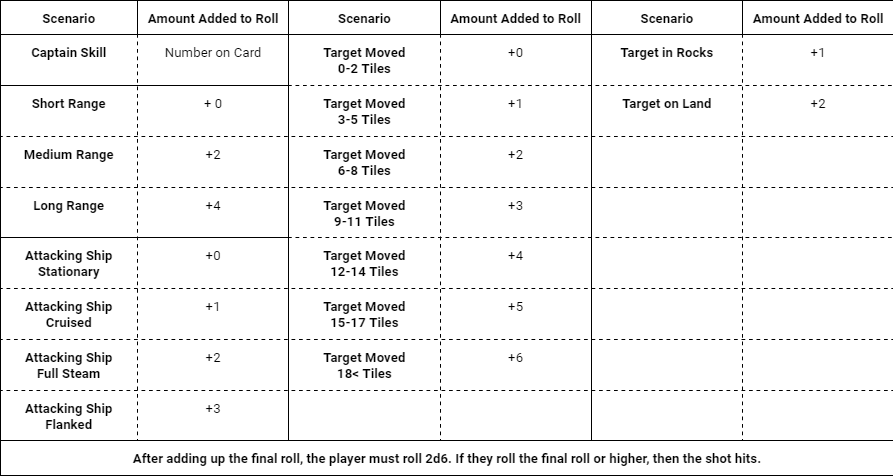 Scenario Amount Added to Roll Scenario Amount Added to Roll Scenario Amount Added to Roll
Captain Skill Number on Card Target Moved +0 Target in Rocks +1
0-2 Tiles
Short Range + 0 Target Moved +1 Target on Land +2
3-5 Tiles
Medium Range +2 Target Moved +2
6-8 Tiles
Long Range +4 Target Moved +3
9-11 Tiles
Attacking Ship +0 Target Moved +4
Stationary 12-14 Tiles
Attacking Ship +1 Target Moved +5
Cruised 15-17 Tiles
Attacking Ship +2 Target Moved +6
Full Steam 18< Tiles
Attacking Ship +3
Flanked
After adding up the final roll, the player must roll 2d6. If they roll the final roll or higher, then the shot hits.